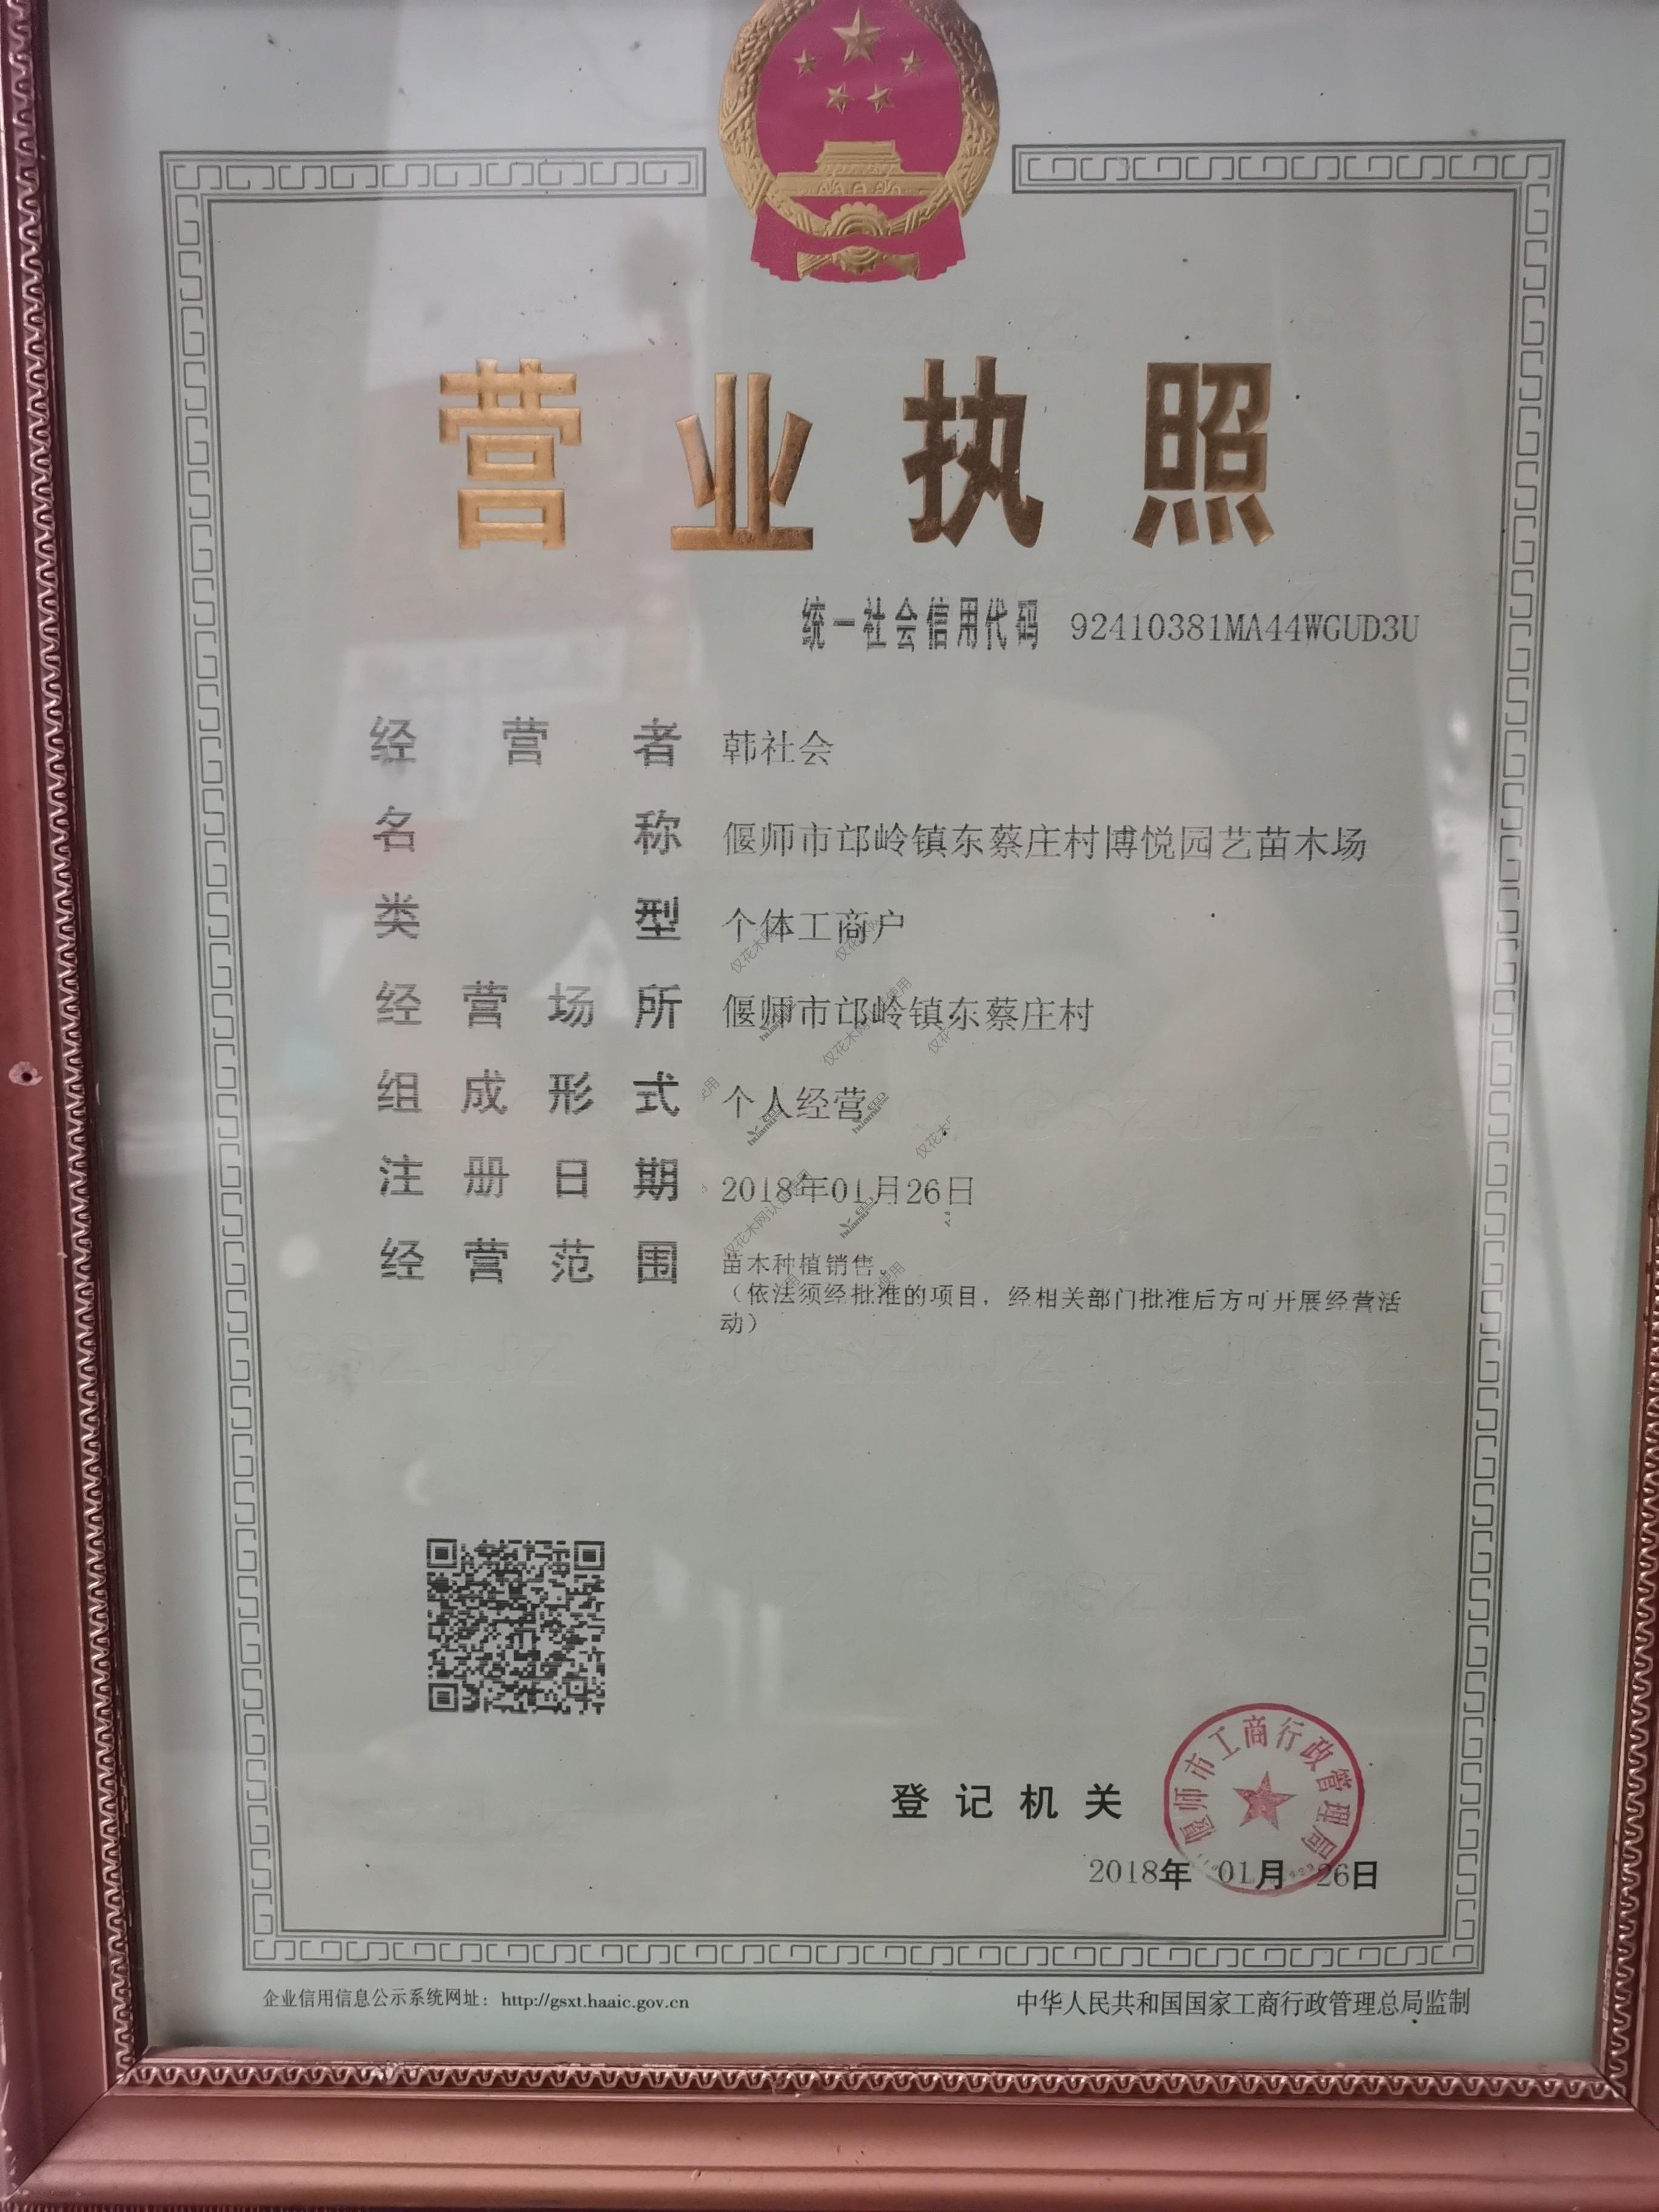 营业执照
统一社会信用代码 92410381MA44WGUD3U
经营者 韩社会
名称 偃师市邙岭镇东蔡庄村博悦园艺苗木场
类型 个体工商户
经营场所 偃师市邙岭镇东蔡庄村
组成形式 个人经营
注册日期 2018年01月26日
经营范围 苗木种植销售。
（依法须经批准的项目，经相关部门批准后方可开展经营活
动）
登记机关
偃师市工商行政管理局
2018年 01月 26日
企业信用信息公示系统网址：http://gsxt.haaic.gov.cn
中华人民共和国国家工商行政管理总局监制